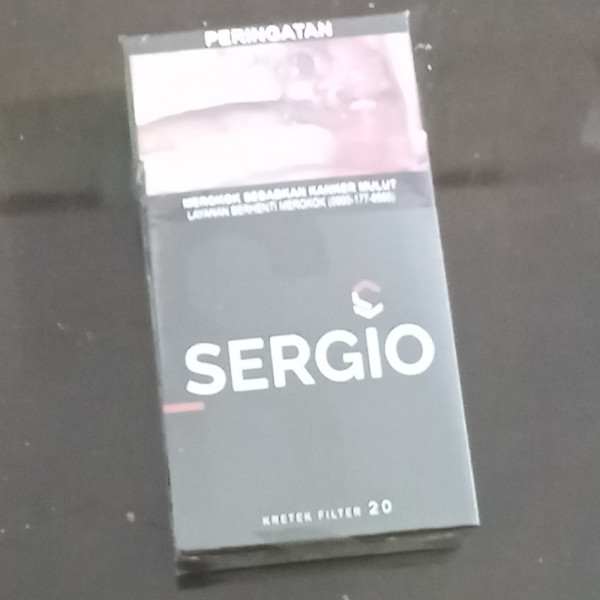 PERINGATAN
MEROKOK SEBABKAN KANKER MULUT
LAYANAN BERHENTI MEROKOK (0800-177-6565)
SERGIO
KRETEK FILTER 20